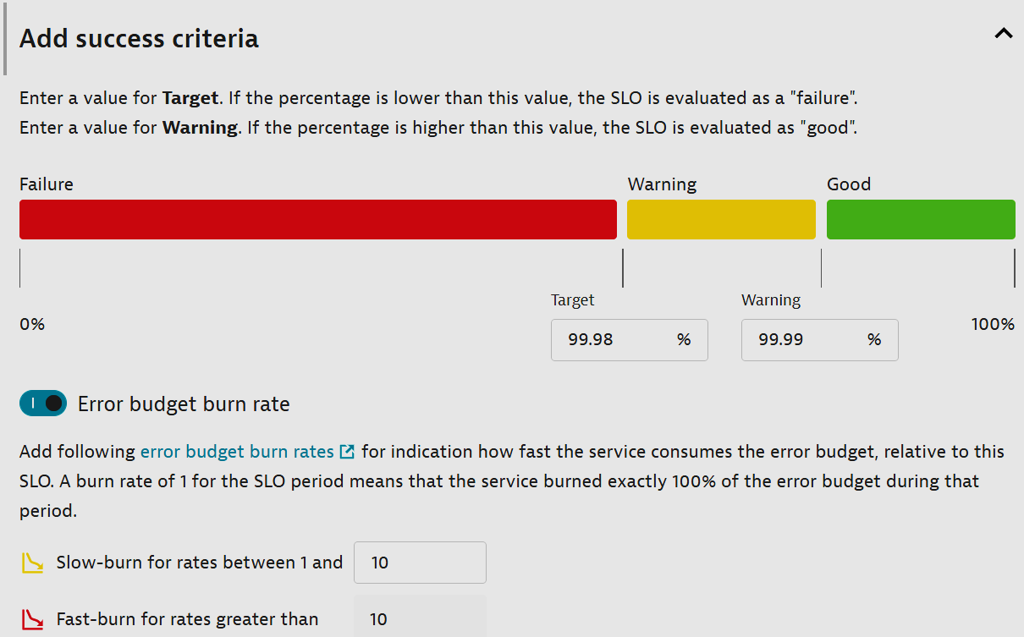 Add success criteria
Enter a value for Target. If the percentage is lower than this value, the SLO is evaluated as a "failure".
Enter a value for Warning. If the percentage is higher than this value, the SLO is evaluated as "good".
Failure Warning Good
Target Warning
0% 99.98 % 99.99 % 100%
Error budget burn rate
Add following error budget burn rates for indication how fast the service consumes the error budget, relative to this
SLO. A burn rate of 1 for the SLO period means that the service burned exactly 100% of the error budget during that
period.
Slow-burn for rates between 1 and 10
Fast-burn for rates greater than 10